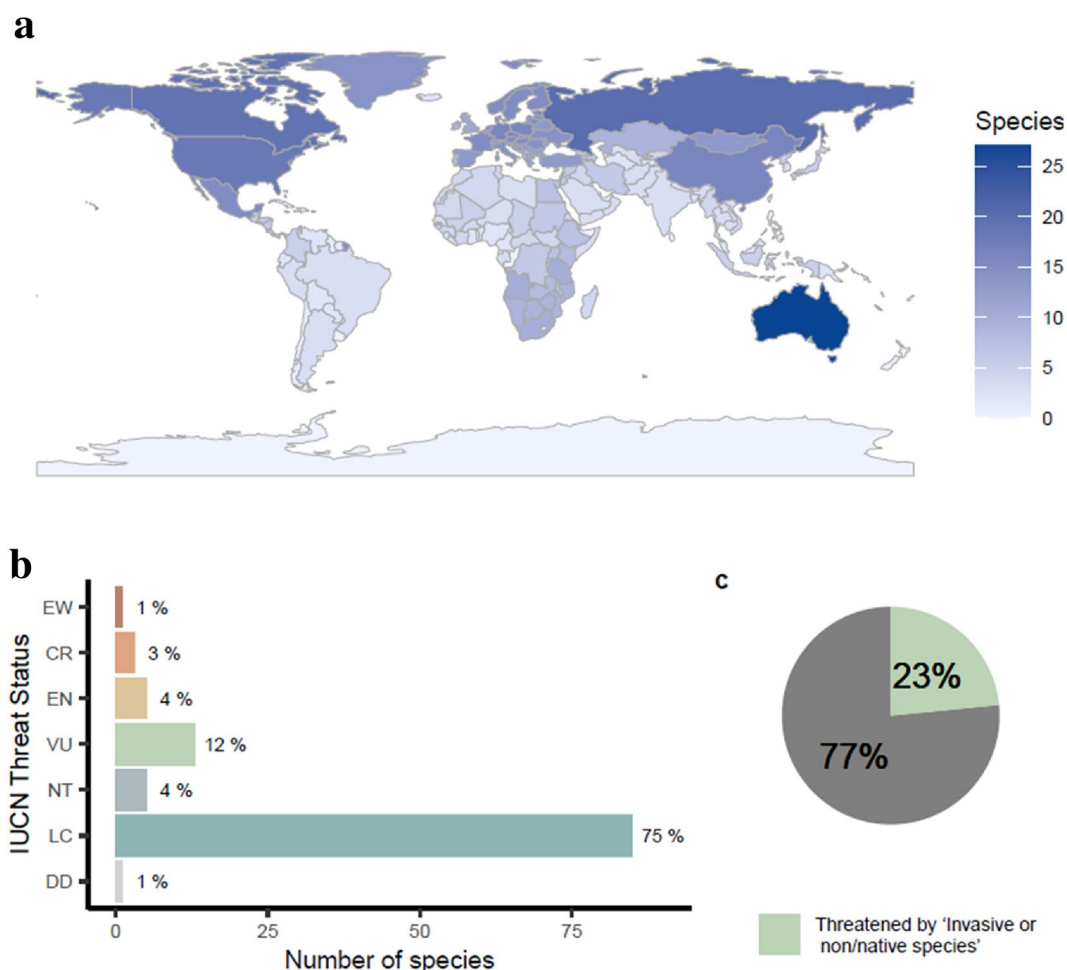 a
Species
25
20
15
10
5
0
b
IUCN Threat Status
EW
1 %
CR
3 %
EN
4 %
VU
12 %
NT
4 %
LC
75 %
DD
1 %
0
25
50
75
Number of species
c
23%
77%
Threatened by ‘Invasive or
non/native species’